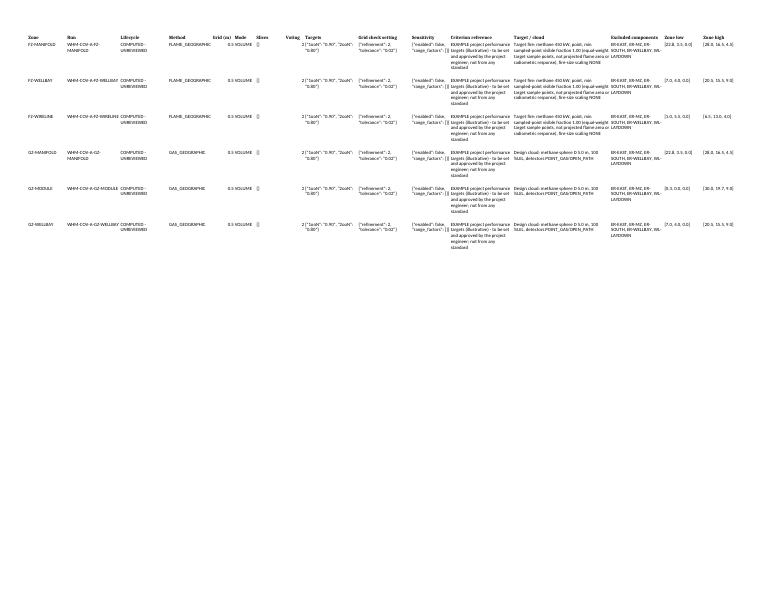 Zone Run Lifecycle Method Grid (m) Mode Slices Voting Targets Grid check setting Sensitivity Criterion reference Target / cloud Excluded components Zone low Zone high
FZ-MANIFOLD WHM-COV-A-FZ-MANIFOLD COMPUTED - UNREVIEWED FLAME_GEOGRAPHIC 0.5 VOLUME [] 2 {"1ooN": "0.90", "2ooN": "0.80"} {"refinement": 2, "tolerance": "0.02"} {"enabled": false, "range_factors": []} EXAMPLE project performance targets (illustrative) - to be set and approved by the project engineer; not from any standard Target fire: methane 450 kW, point, min sampled-point visible fraction 1.00 (equal-weight target sample points, not projected flame area or radiometric response), fire-size scaling NONE ER-EAST, ER-MZ, ER-SOUTH, ER-WELLBAY, WL-LAYDOWN [22.8, 3.5, 0.0] [28.0, 16.5, 4.5]
FZ-WELLBAY WHM-COV-A-FZ-WELLBAY COMPUTED - UNREVIEWED FLAME_GEOGRAPHIC 0.5 VOLUME [] 2 {"1ooN": "0.90", "2ooN": "0.80"} {"refinement": 2, "tolerance": "0.02"} {"enabled": false, "range_factors": []} EXAMPLE project performance targets (illustrative) - to be set and approved by the project engineer; not from any standard Target fire: methane 450 kW, point, min sampled-point visible fraction 1.00 (equal-weight target sample points, not projected flame area or radiometric response), fire-size scaling NONE ER-EAST, ER-MZ, ER-SOUTH, ER-WELLBAY, WL-LAYDOWN [7.0, 4.0, 0.0] [20.5, 15.5, 9.0]
FZ-WIRELINE WHM-COV-A-FZ-WIRELINE COMPUTED - UNREVIEWED FLAME_GEOGRAPHIC 0.5 VOLUME [] 2 {"1ooN": "0.90", "2ooN": "0.80"} {"refinement": 2, "tolerance": "0.02"} {"enabled": false, "range_factors": []} EXAMPLE project performance targets (illustrative) - to be set and approved by the project engineer; not from any standard Target fire: methane 450 kW, point, min sampled-point visible fraction 1.00 (equal-weight target sample points, not projected flame area or radiometric response), fire-size scaling NONE ER-EAST, ER-MZ, ER-SOUTH, ER-WELLBAY, WL-LAYDOWN [6.5, 13.0, 4.0]
GZ-MANIFOLD WHM-COV-A-GZ-MANIFOLD COMPUTED - UNREVIEWED GAS_GEOGRAPHIC 0.5 VOLUME [] 2 {"1ooN": "0.90", "2ooN": "0.80"} {"refinement": 2, "tolerance": "0.02"} {"enabled": false, "range_factors": []} EXAMPLE project performance targets (illustrative) - to be set and approved by the project engineer; not from any standard Design cloud: methane sphere D 5.0 m, 100 %LEL, detectors POINT_GAS/OPEN_PATH ER-EAST, ER-MZ, ER-SOUTH, ER-WELLBAY, WL-LAYDOWN [22.8, 3.5, 0.0] [28.0, 16.5, 4.5]
GZ-MODULE WHM-COV-A-GZ-MODULE COMPUTED - UNREVIEWED GAS_GEOGRAPHIC 0.5 VOLUME [] 2 {"1ooN": "0.90", "2ooN": "0.80"} {"refinement": 2, "tolerance": "0.02"} {"enabled": false, "range_factors": []} EXAMPLE project performance targets (illustrative) - to be set and approved by the project engineer; not from any standard Design cloud: methane sphere D 5.0 m, 100 %LEL, detectors POINT_GAS/OPEN_PATH ER-EAST, ER-MZ, ER-SOUTH, ER-WELLBAY, WL-LAYDOWN [30.0, 19.7, 9.0]
GZ-WELLBAY WHM-COV-A-GZ-WELLBAY COMPUTED - UNREVIEWED GAS_GEOGRAPHIC 0.5 VOLUME [] 2 {"1ooN": "0.90", "2ooN": "0.80"} {"refinement": 2, "tolerance": "0.02"} {"enabled": false, "range_factors": []} EXAMPLE project performance targets (illustrative) - to be set and approved by the project engineer; not from any standard Design cloud: methane sphere D 5.0 m, 100 %LEL, detectors POINT_GAS/OPEN_PATH ER-EAST, ER-MZ, ER-SOUTH, ER-WELLBAY, WL-LAYDOWN [7.0, 4.0, 0.0] [20.5, 15.5, 9.0]